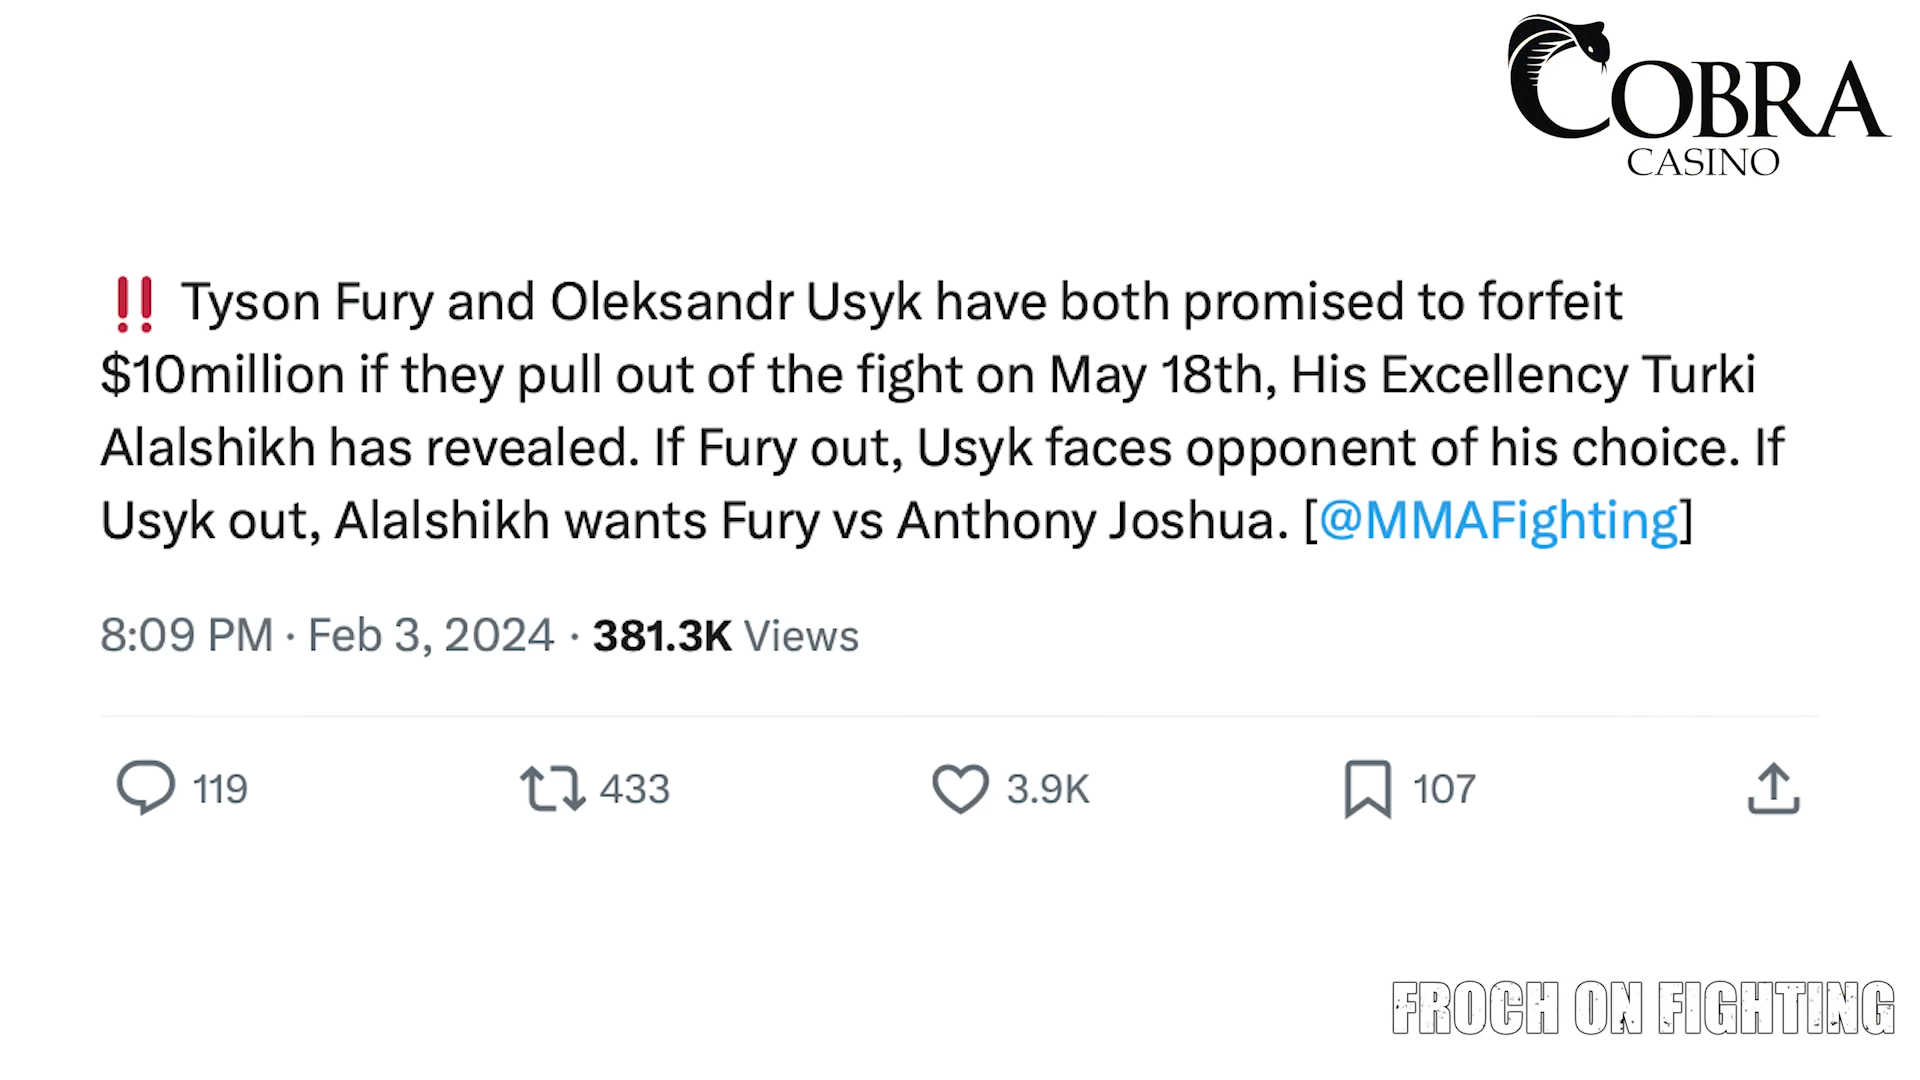 COBRA
CASINO
‼ Tyson Fury and Oleksandr Usyk have both promised to forfeit
$10million if they pull out of the fight on May 18th, His Excellency Turki
Alalshikh has revealed. If Fury out, Usyk faces opponent of his choice. If
Usyk out, Alalshikh wants Fury vs Anthony Joshua. [@MMAFighting]
8:09 PM · Feb 3, 2024 · 381.3K Views
119 433 3.9K 107
FROCH ON FIGHTING